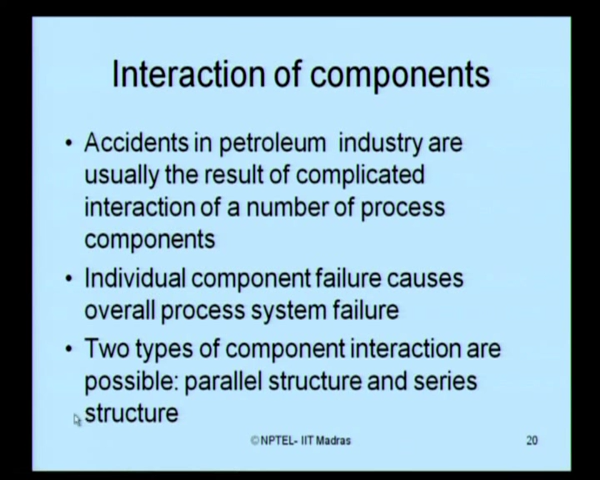 Interaction of components
• Accidents in petroleum industry are
usually the result of complicated
interaction of a number of process
components
• Individual component failure causes
overall process system failure
• Two types of component interaction are
possible: parallel structure and series
structure
©NPTEL- IIT Madras
20